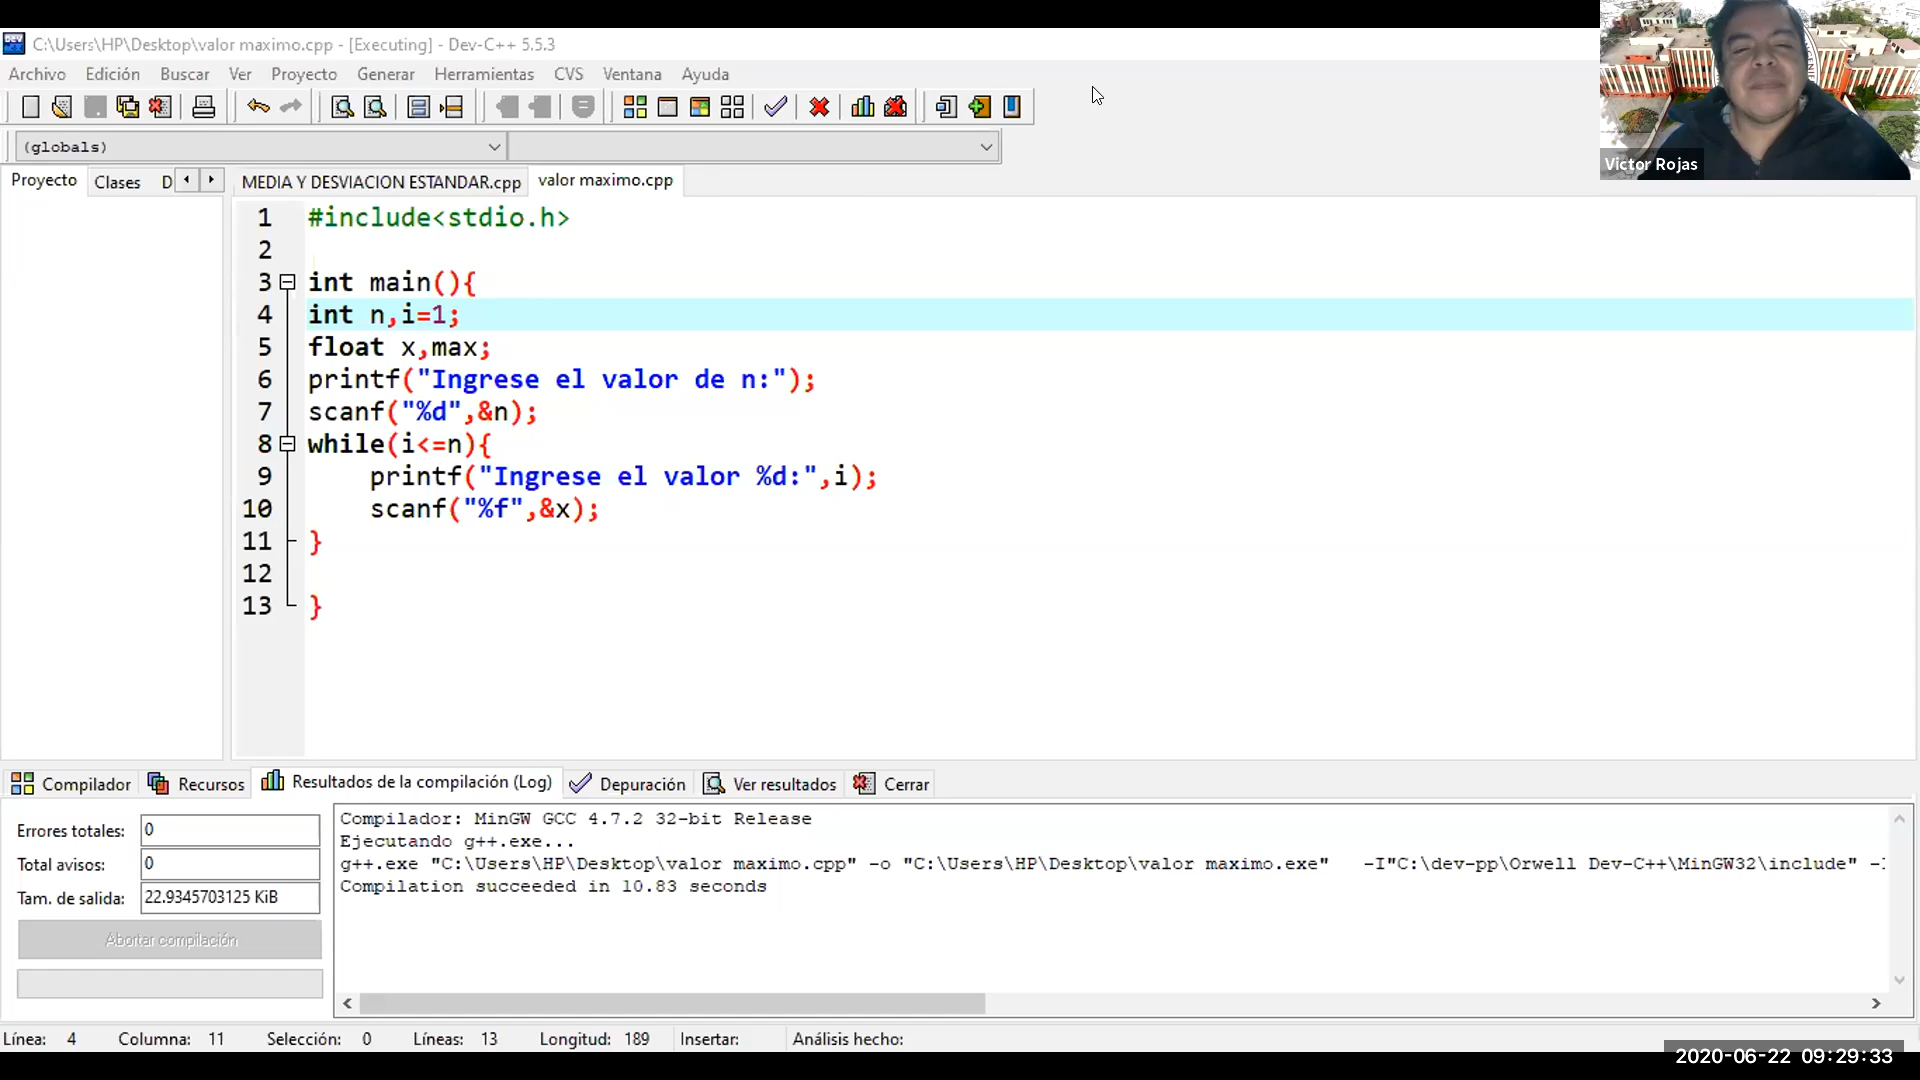 C:\Users\HP\Desktop\valor maximo.cpp - [Executing] - Dev-C++ 5.5.3
Archivo Edición Buscar Ver Proyecto Generar Herramientas CVS Ventana Ayuda
(globals)
Victor Rojas
Proyecto Clases D MEDIA Y DESVIACION ESTANDAR.cpp valor maximo.cpp
1 #include<stdio.h>
2
3 int main(){
4 int n,i=1;
5 float x,max;
6 printf("Ingrese el valor de n:");
7 scanf("%d",&n);
8 while(i<=n){
9 printf("Ingrese el valor %d:",i);
10 scanf("%f",&x);
11 }
12
13 }
Compilador Recursos Resultados de la compilación (Log) Depuración Ver resultados Cerrar
Errores totales: 0
Total avisos: 0
Tam. de salida: 22.9345703125 KiB
Abortar compilación
Compilador: MinGW GCC 4.7.2 32-bit Release
Ejecutando g++.exe...
g++.exe "C:\Users\HP\Desktop\valor maximo.cpp" -o "C:\Users\HP\Desktop\valor maximo.exe" -I"C:\dev-pp\Orwell Dev-C++\MinGW32\include"
Compilation succeeded in 10.83 seconds
Línea: 4 Columna: 11 Selección: 0 Líneas: 13 Longitud: 189 Insertar: Análisis hecho:
2020-06-22 09:29:33